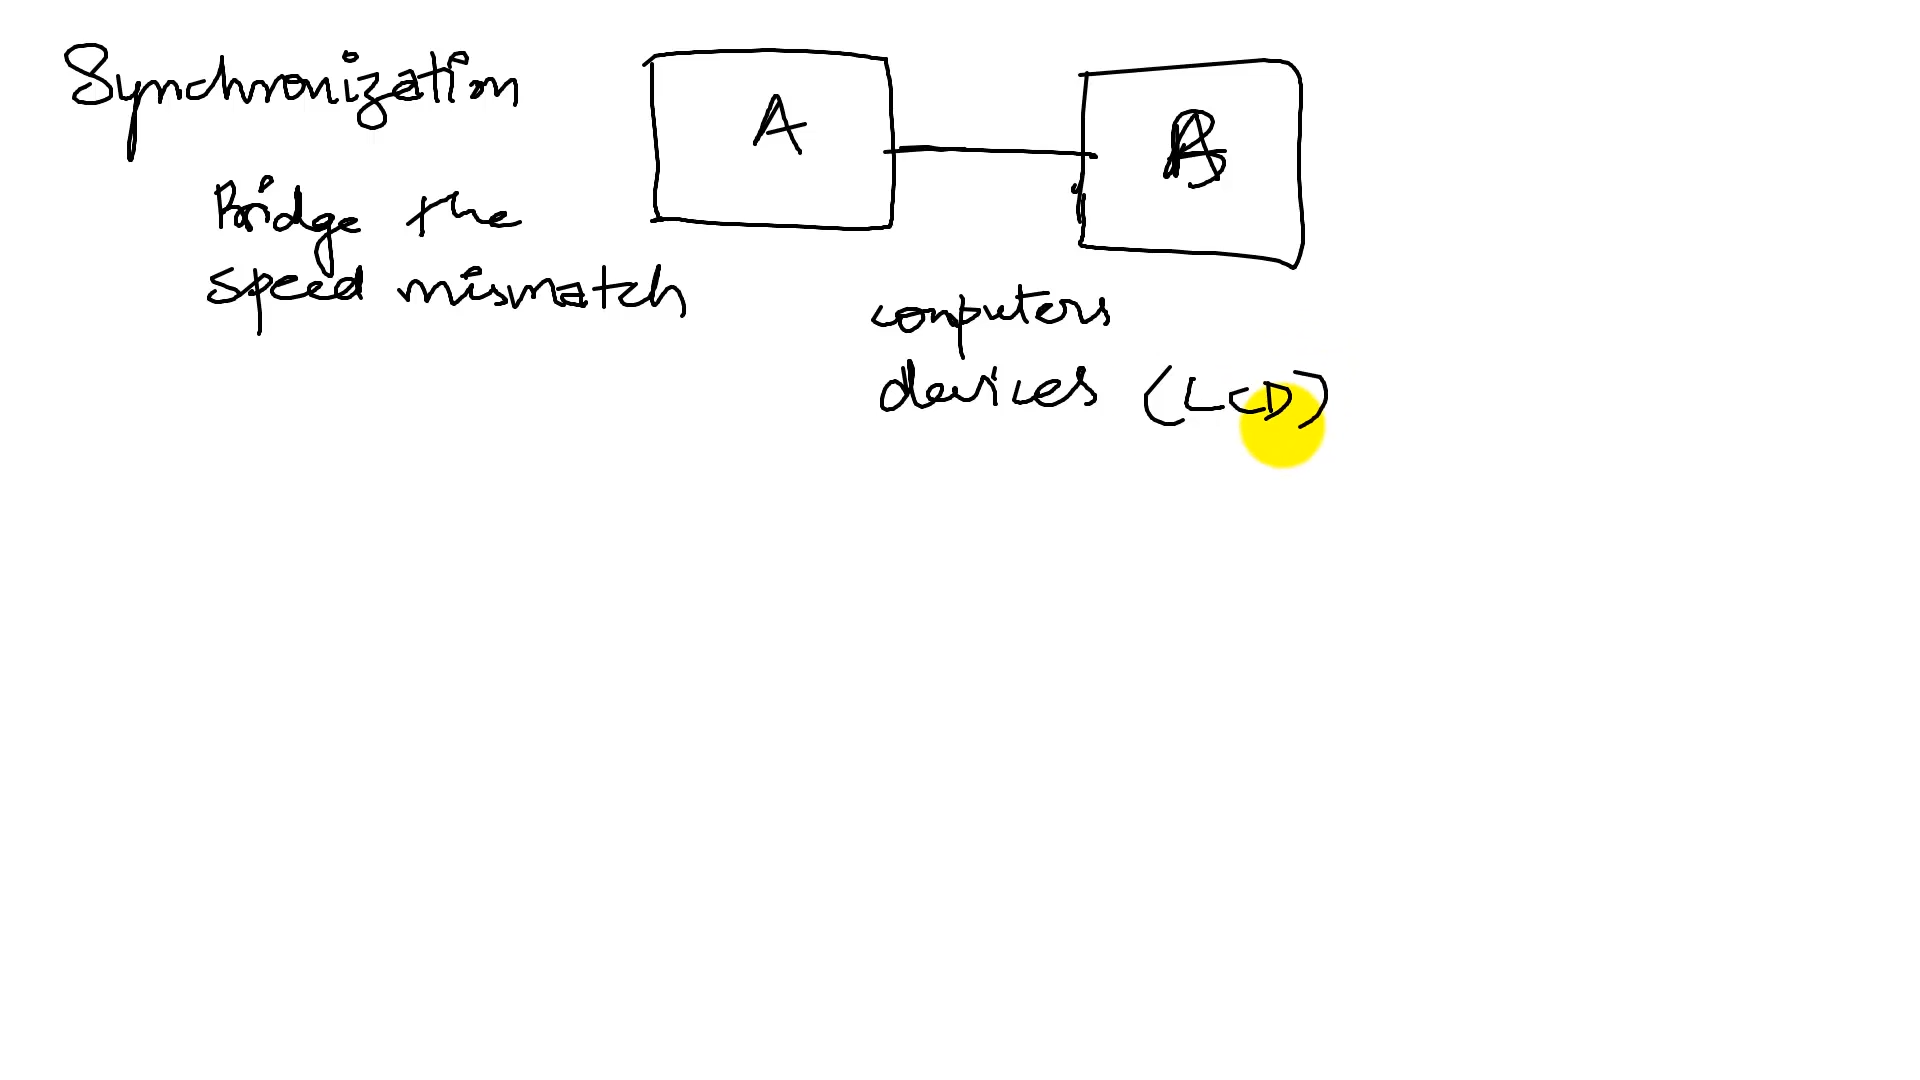 Synchronization
A
B
Bridge the
speed mismatch
computers
devices (LCD)